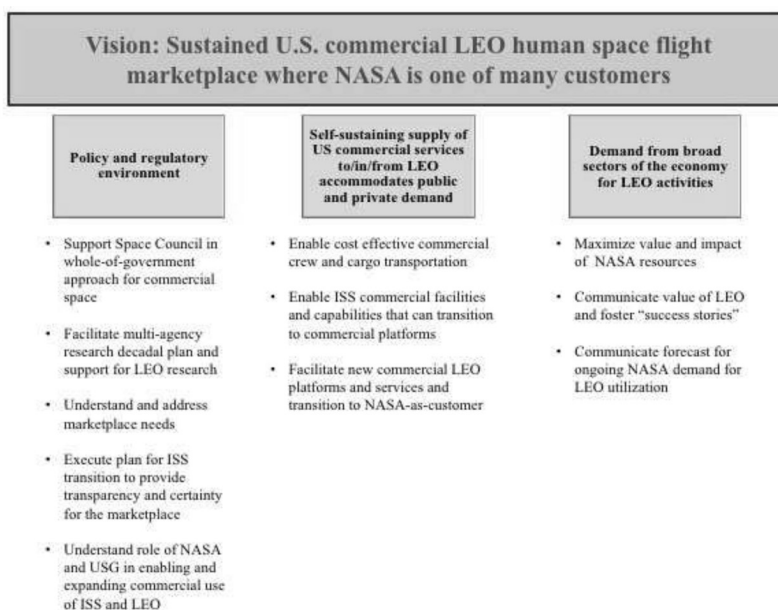 Vision: Sustained U.S. commercial LEO human space flight
marketplace where NASA is one of many customers
Policy and regulatory
environment
• Support Space Council in
whole-of-government
approach for commercial
space
• Facilitate multi-agency
research decadal plan and
support for LEO research
• Understand and address
marketplace needs
• Execute plan for ISS
transition to provide
transparency and certainty
for the marketplace
• Understand role of NASA
and USG in enabling and
expanding commercial use
of ISS and LEO
Self-sustaining supply of
US commercial services
to/in/from LEO
accommodates public
and private demand
• Enable cost effective commercial
crew and cargo transportation
• Enable ISS commercial facilities
and capabilities that can transition
to commercial platforms
• Facilitate new commercial LEO
platforms and services and
transition to NASA-as-customer
Demand from broad
sectors of the economy
for LEO activities
• Maximize value and impact
of NASA resources
• Communicate value of LEO
and foster “success stories”
• Communicate forecast for
ongoing NASA demand for
LEO utilization